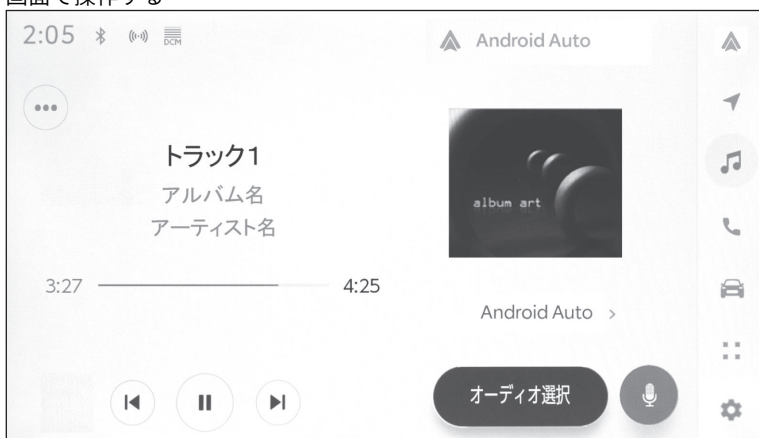 画面で操作する
2:05
DCM
Android Auto
トラック1
アルバム名
アーティスト名
album art
3:27
4:25
Android Auto >
オーディオ選択